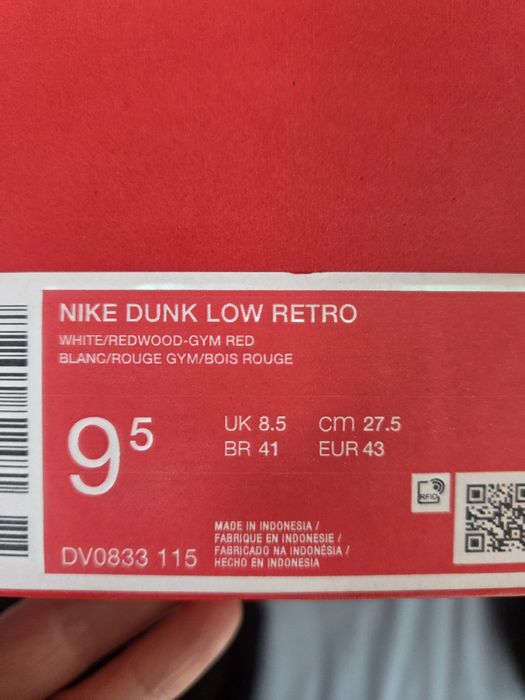 NIKE DUNK LOW RETRO
WHITE/REDWOOD-GYM RED
BLANC/ROUGE GYM/BOIS ROUGE
9⁵
UK 8.5 cm 27.5
BR 41 EUR 43
RFID
MADE IN INDONESIA /
FABRIQUE EN INDONESIE /
FABRICADO NA INDONÉSIA /
HECHO EN INDONESIA
DV0833 115